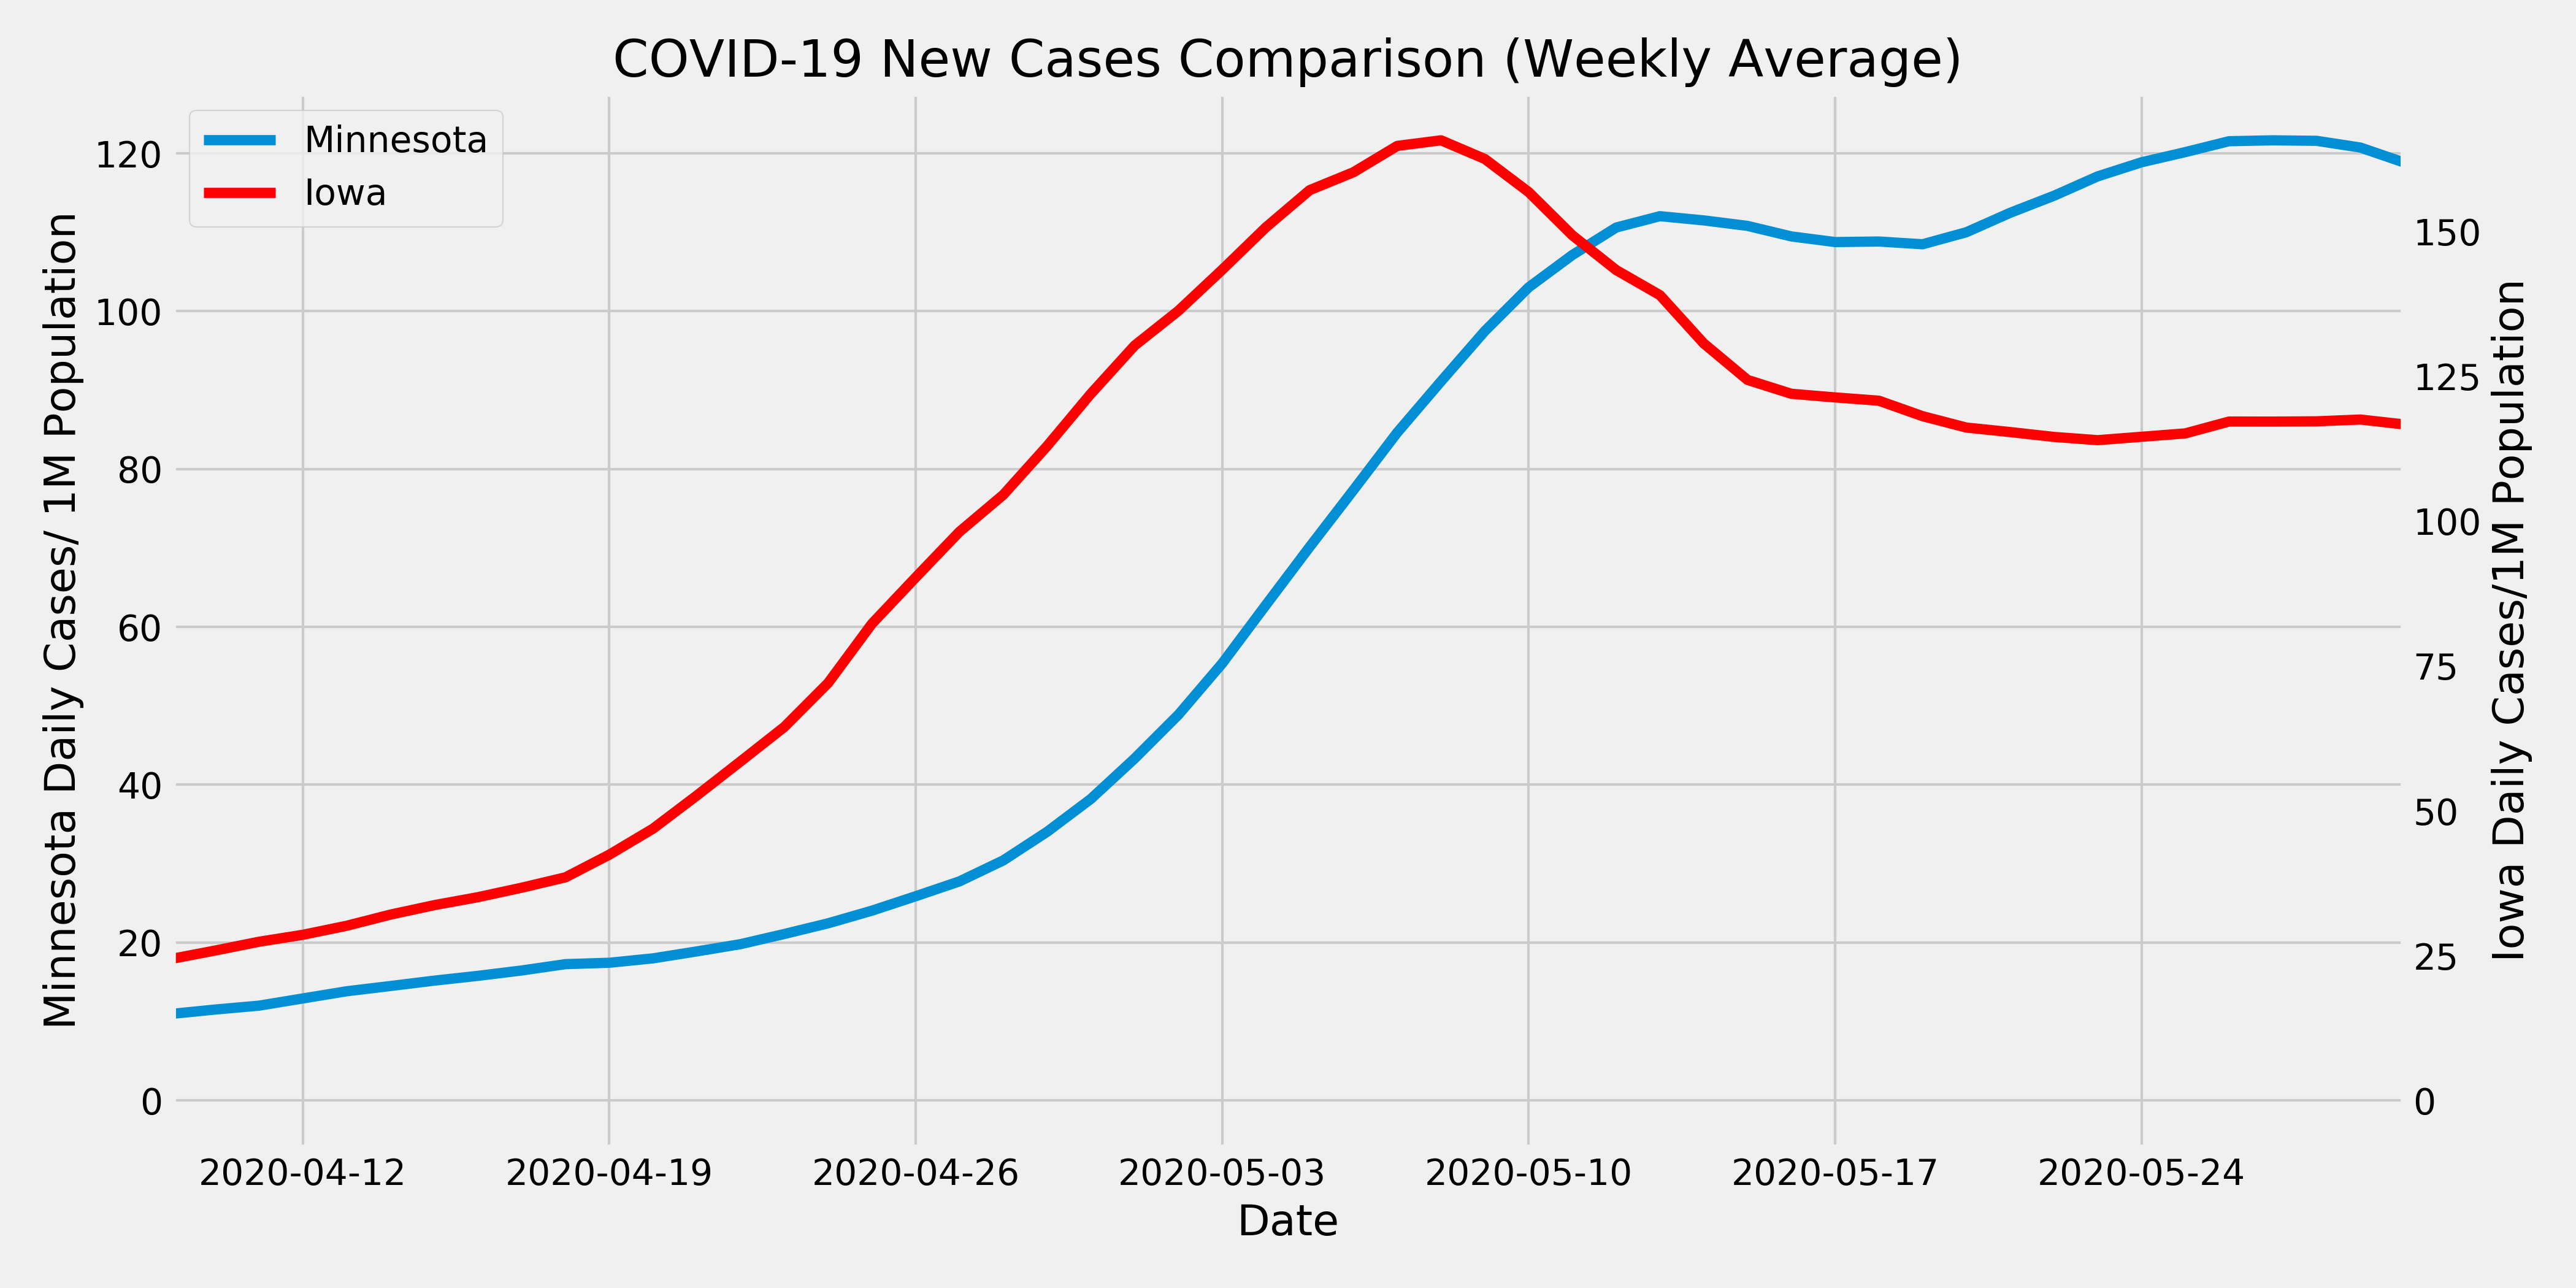 COVID-19 New Cases Comparison (Weekly Average)
Minnesota
Iowa
Minnesota Daily Cases/ 1M Population
120
100
80
60
40
20
0
150
125
100
75
50
25
0
Iowa Daily Cases/1M Population
2020-04-12 2020-04-19 2020-04-26 2020-05-03 2020-05-10 2020-05-17 2020-05-24
Date